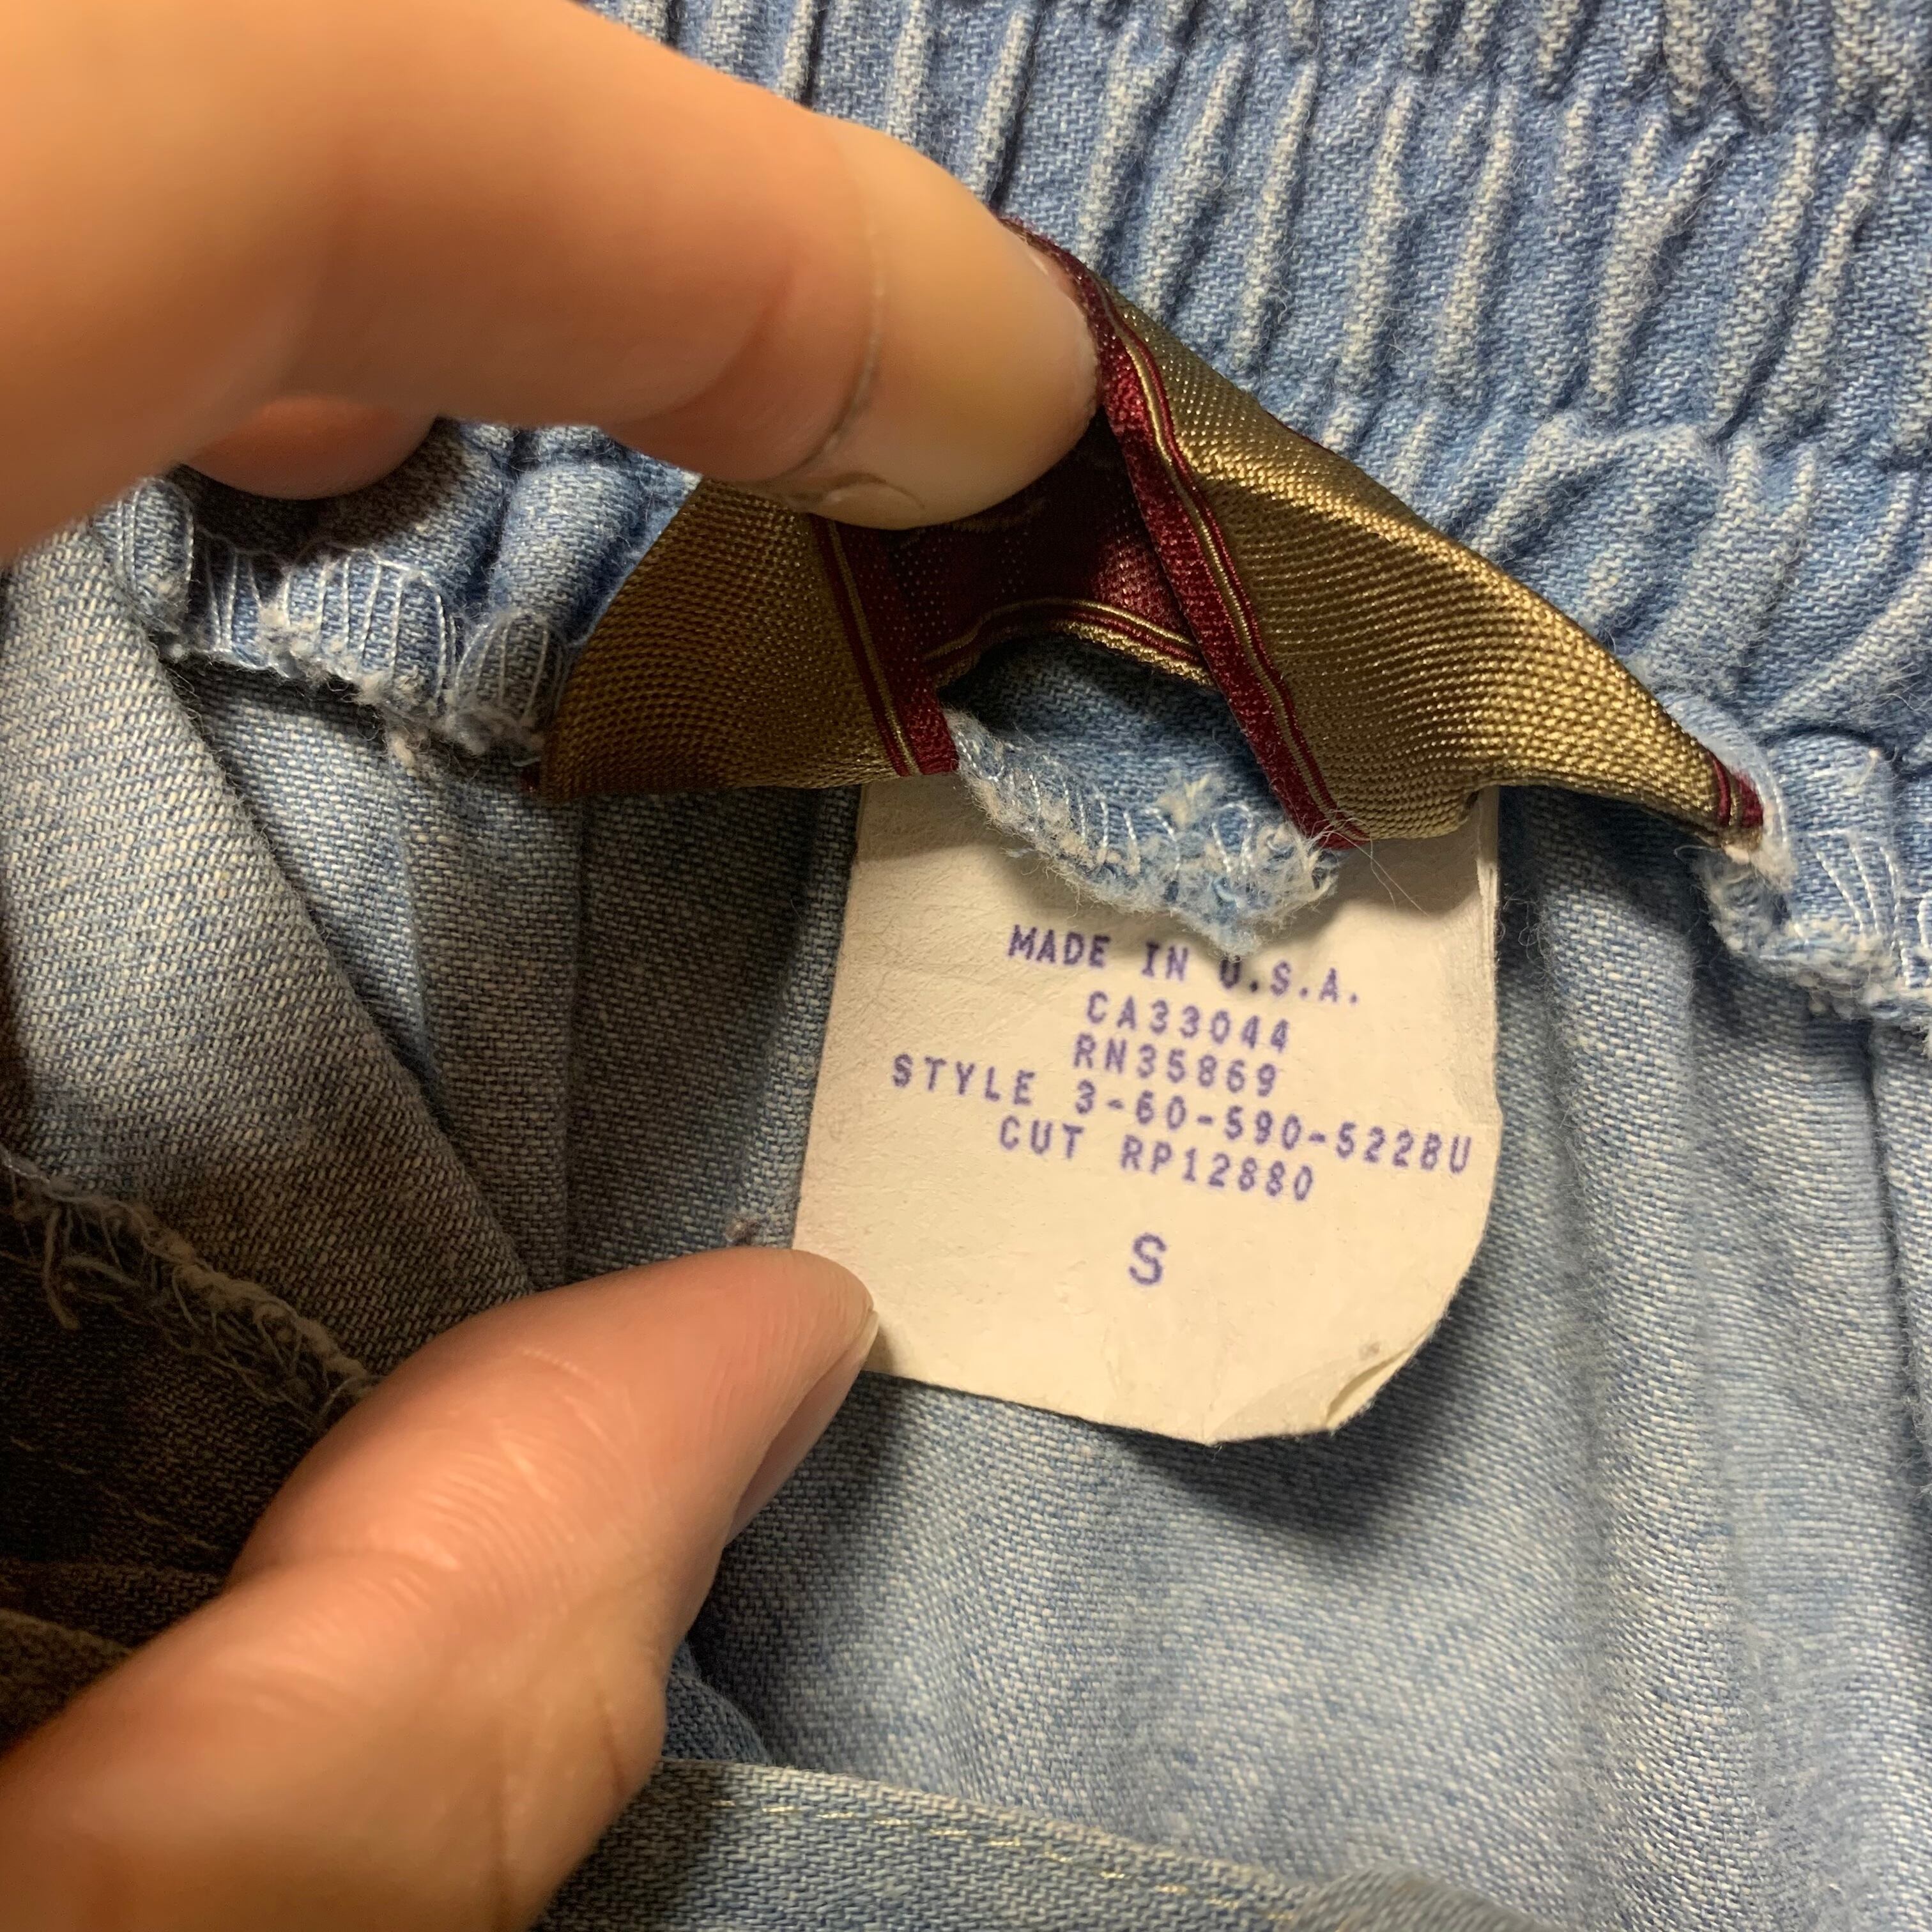 MADE IN U.S.A.
CA33044
RN35869
STYLE 3-60-590-5228U
CUT RP12880
S